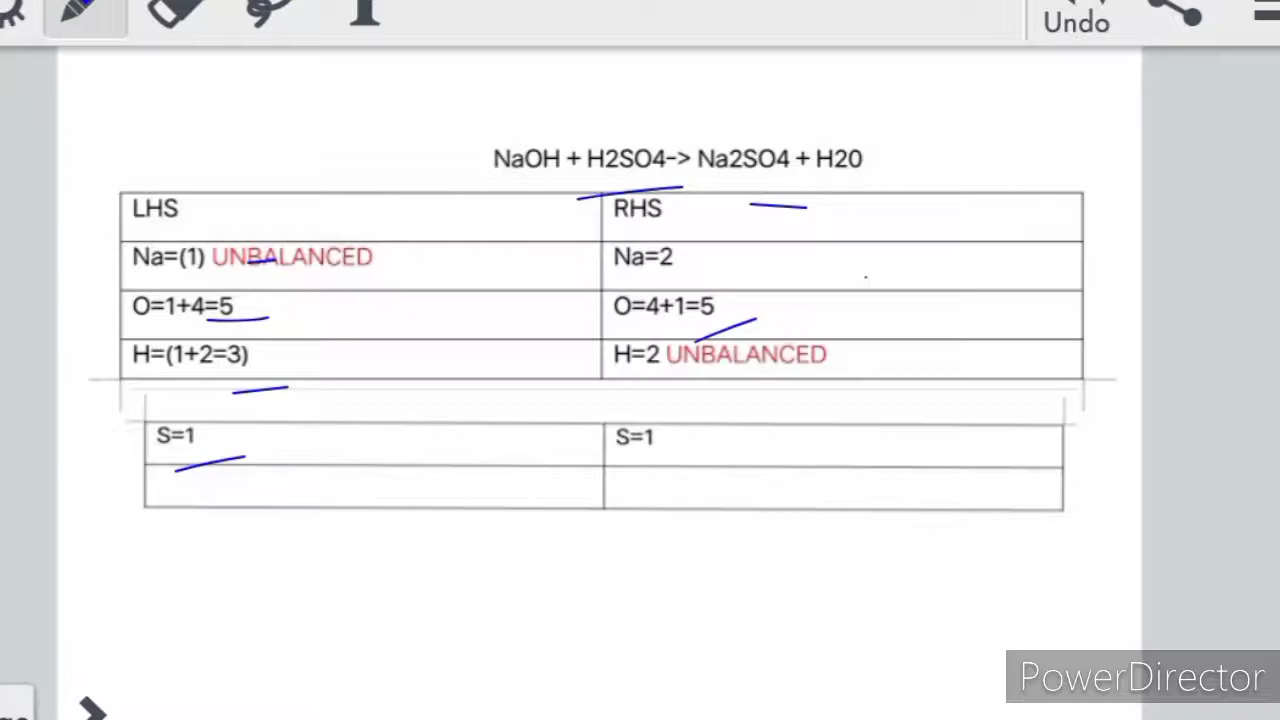 Undo
NaOH + H2SO4-> Na2SO4 + H20
LHS RHS
Na=(1) UNBALANCED Na=2
O=1+4=5 O=4+1=5
H=(1+2=3) H=2 UNBALANCED
S=1 S=1
PowerDirector